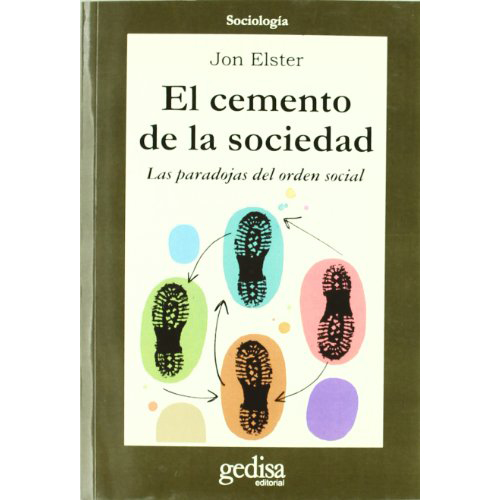 Sociología
Jon Elster
El cemento
de la sociedad
Las paradojas del orden social
gedisa
editorial